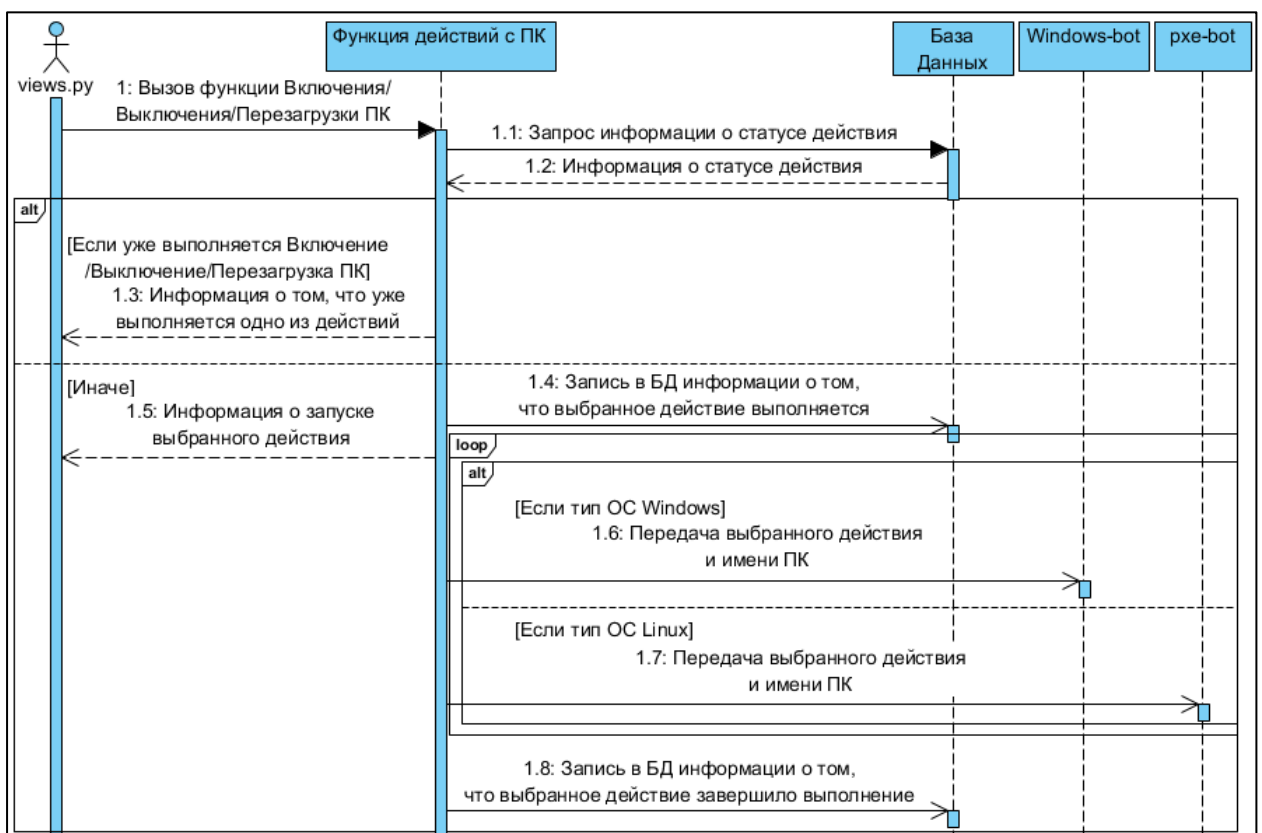 views.py
Функция действий с ПК
База
Данных
Windows-bot
pxe-bot
1: Вызов функции Включения/
Выключения/Перезагрузки ПК
1.1: Запрос информации о статусе действия
1.2: Информация о статусе действия
alt
[Если уже выполняется Включение
/Выключение/Перезагрузка ПК]
1.3: Информация о том, что уже
выполняется одно из действий
[Иначе]
1.4: Запись в БД информации о том,
что выбранное действие выполняется
1.5: Информация о запуске
выбранного действия
loop
alt
[Если тип ОС Windows]
1.6: Передача выбранного действия
и имени ПК
[Если тип ОС Linux]
1.7: Передача выбранного действия
и имени ПК
1.8: Запись в БД информации о том,
что выбранное действие завершило выполнение